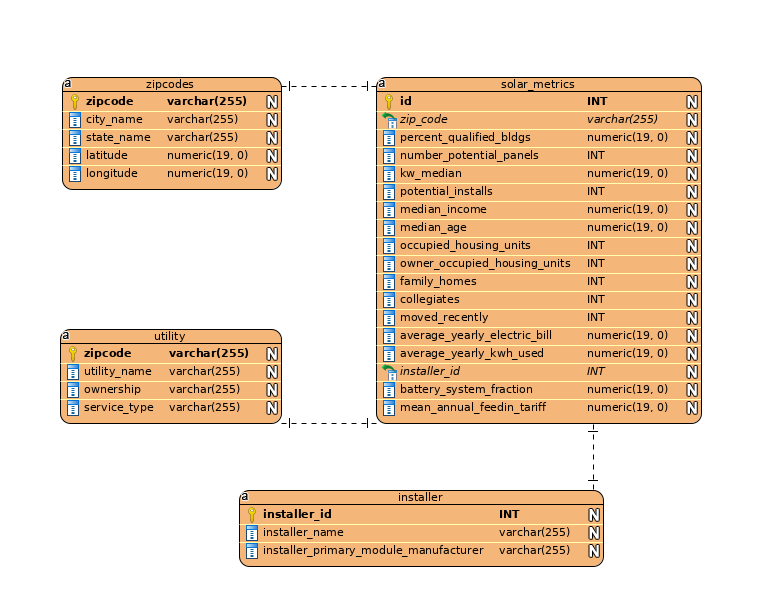 a
zipcodes
zipcode varchar(255) N
city_name varchar(255) N
state_name varchar(255) N
latitude numeric(19, 0) N
longitude numeric(19, 0) N
a
solar_metrics
id INT N
zip_code varchar(255) N
percent_qualified_bldgs numeric(19, 0) N
number_potential_panels INT N
kw_median numeric(19, 0) N
potential_installs INT N
median_income numeric(19, 0) N
median_age numeric(19, 0) N
occupied_housing_units INT N
owner_occupied_housing_units INT N
family_homes INT N
collegiates INT N
moved_recently INT N
average_yearly_electric_bill numeric(19, 0) N
average_yearly_kwh_used numeric(19, 0) N
installer_id INT N
battery_system_fraction numeric(19, 0) N
mean_annual_feedin_tariff numeric(19, 0) N
a
utility
zipcode varchar(255) N
utility_name varchar(255) N
ownership varchar(255) N
service_type varchar(255) N
a
installer
installer_id INT N
installer_name varchar(255) N
installer_primary_module_manufacturer varchar(255) N